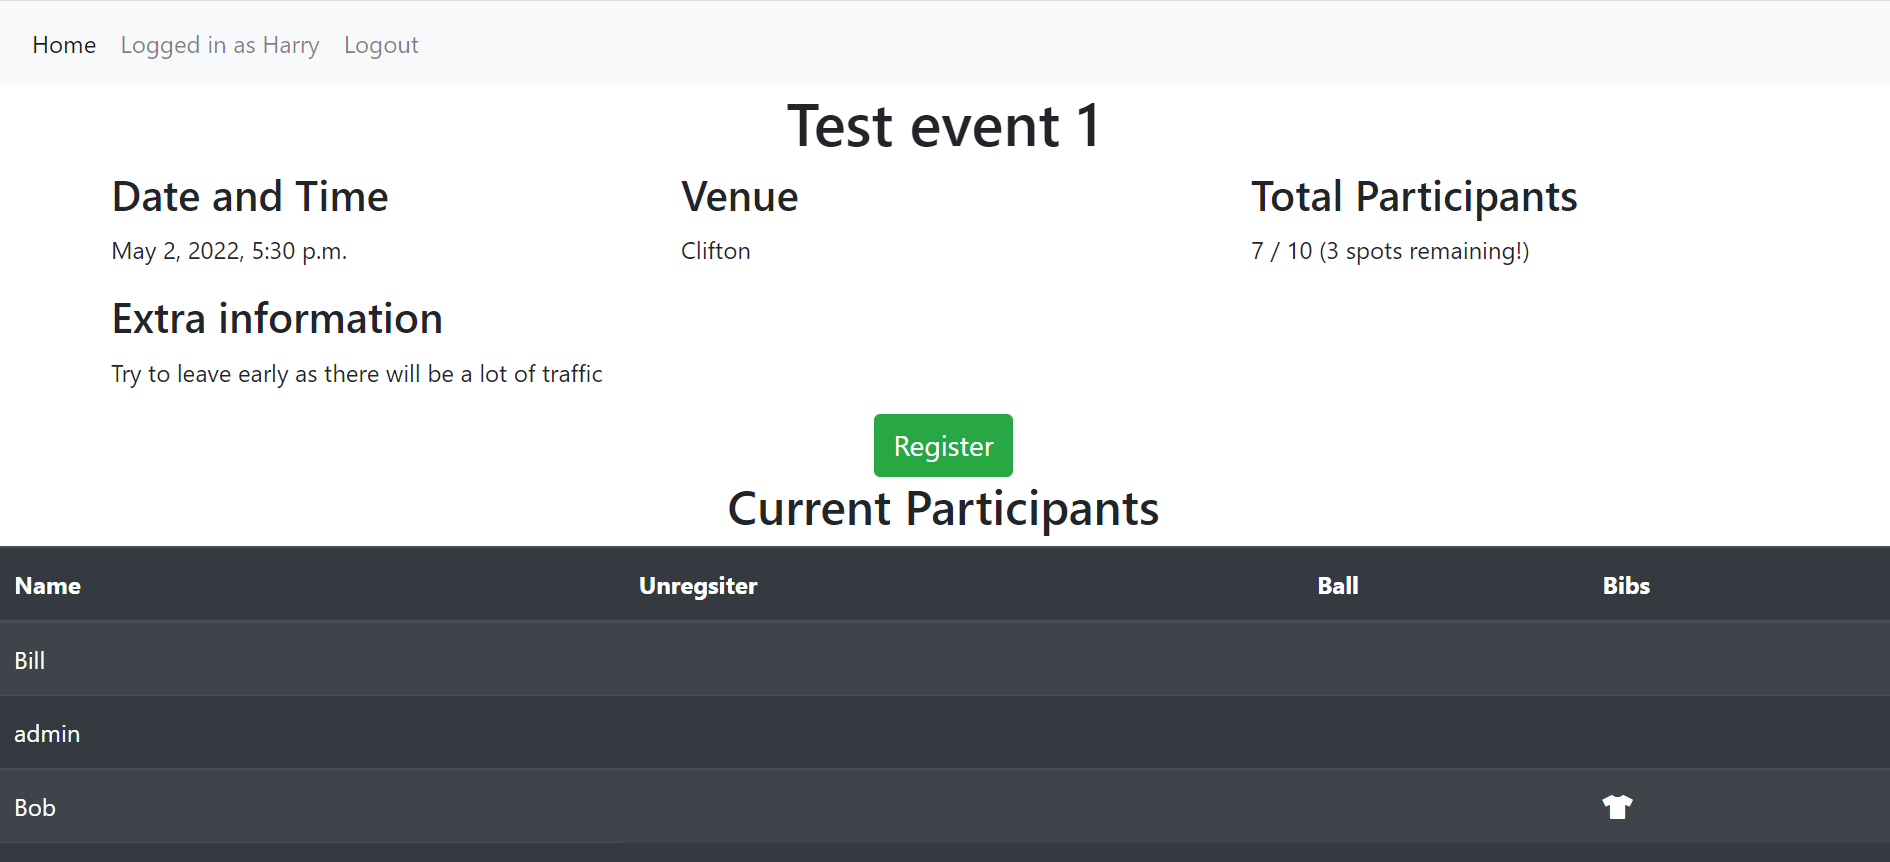 Home Logged in as Harry Logout
Test event 1
Date and Time Venue Total Participants
May 2, 2022, 5:30 p.m. Clifton 7 / 10 (3 spots remaining!)
Extra information
Try to leave early as there will be a lot of traffic
Register
Current Participants
Name Unregsiter Ball Bibs
Bill
admin
Bob